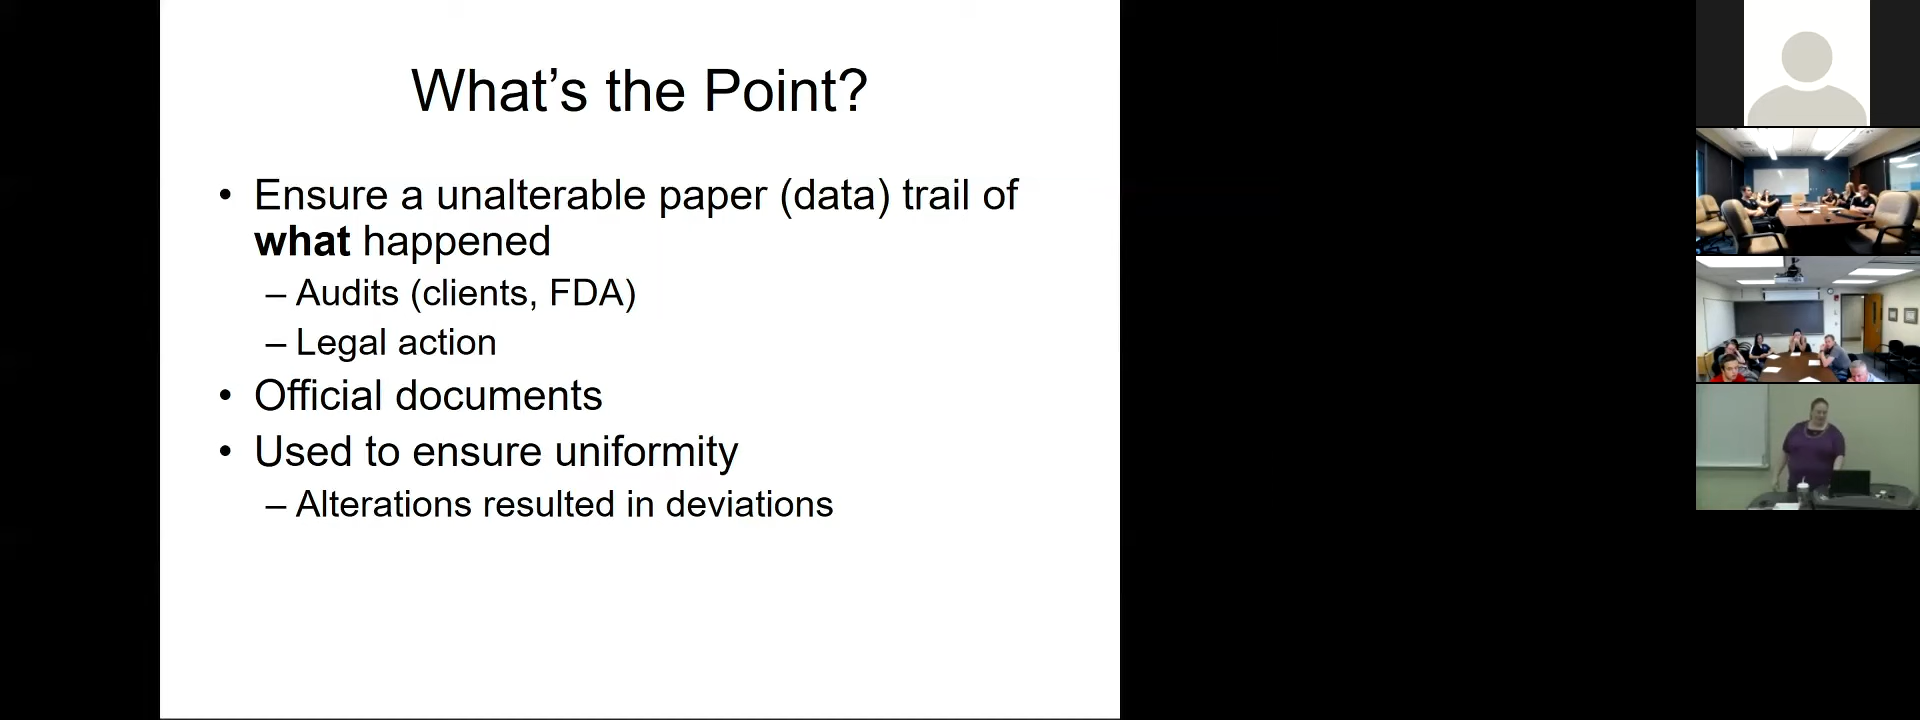 What’s the Point?
• Ensure a unalterable paper (data) trail of
what happened
– Audits (clients, FDA)
– Legal action
• Official documents
• Used to ensure uniformity
– Alterations resulted in deviations